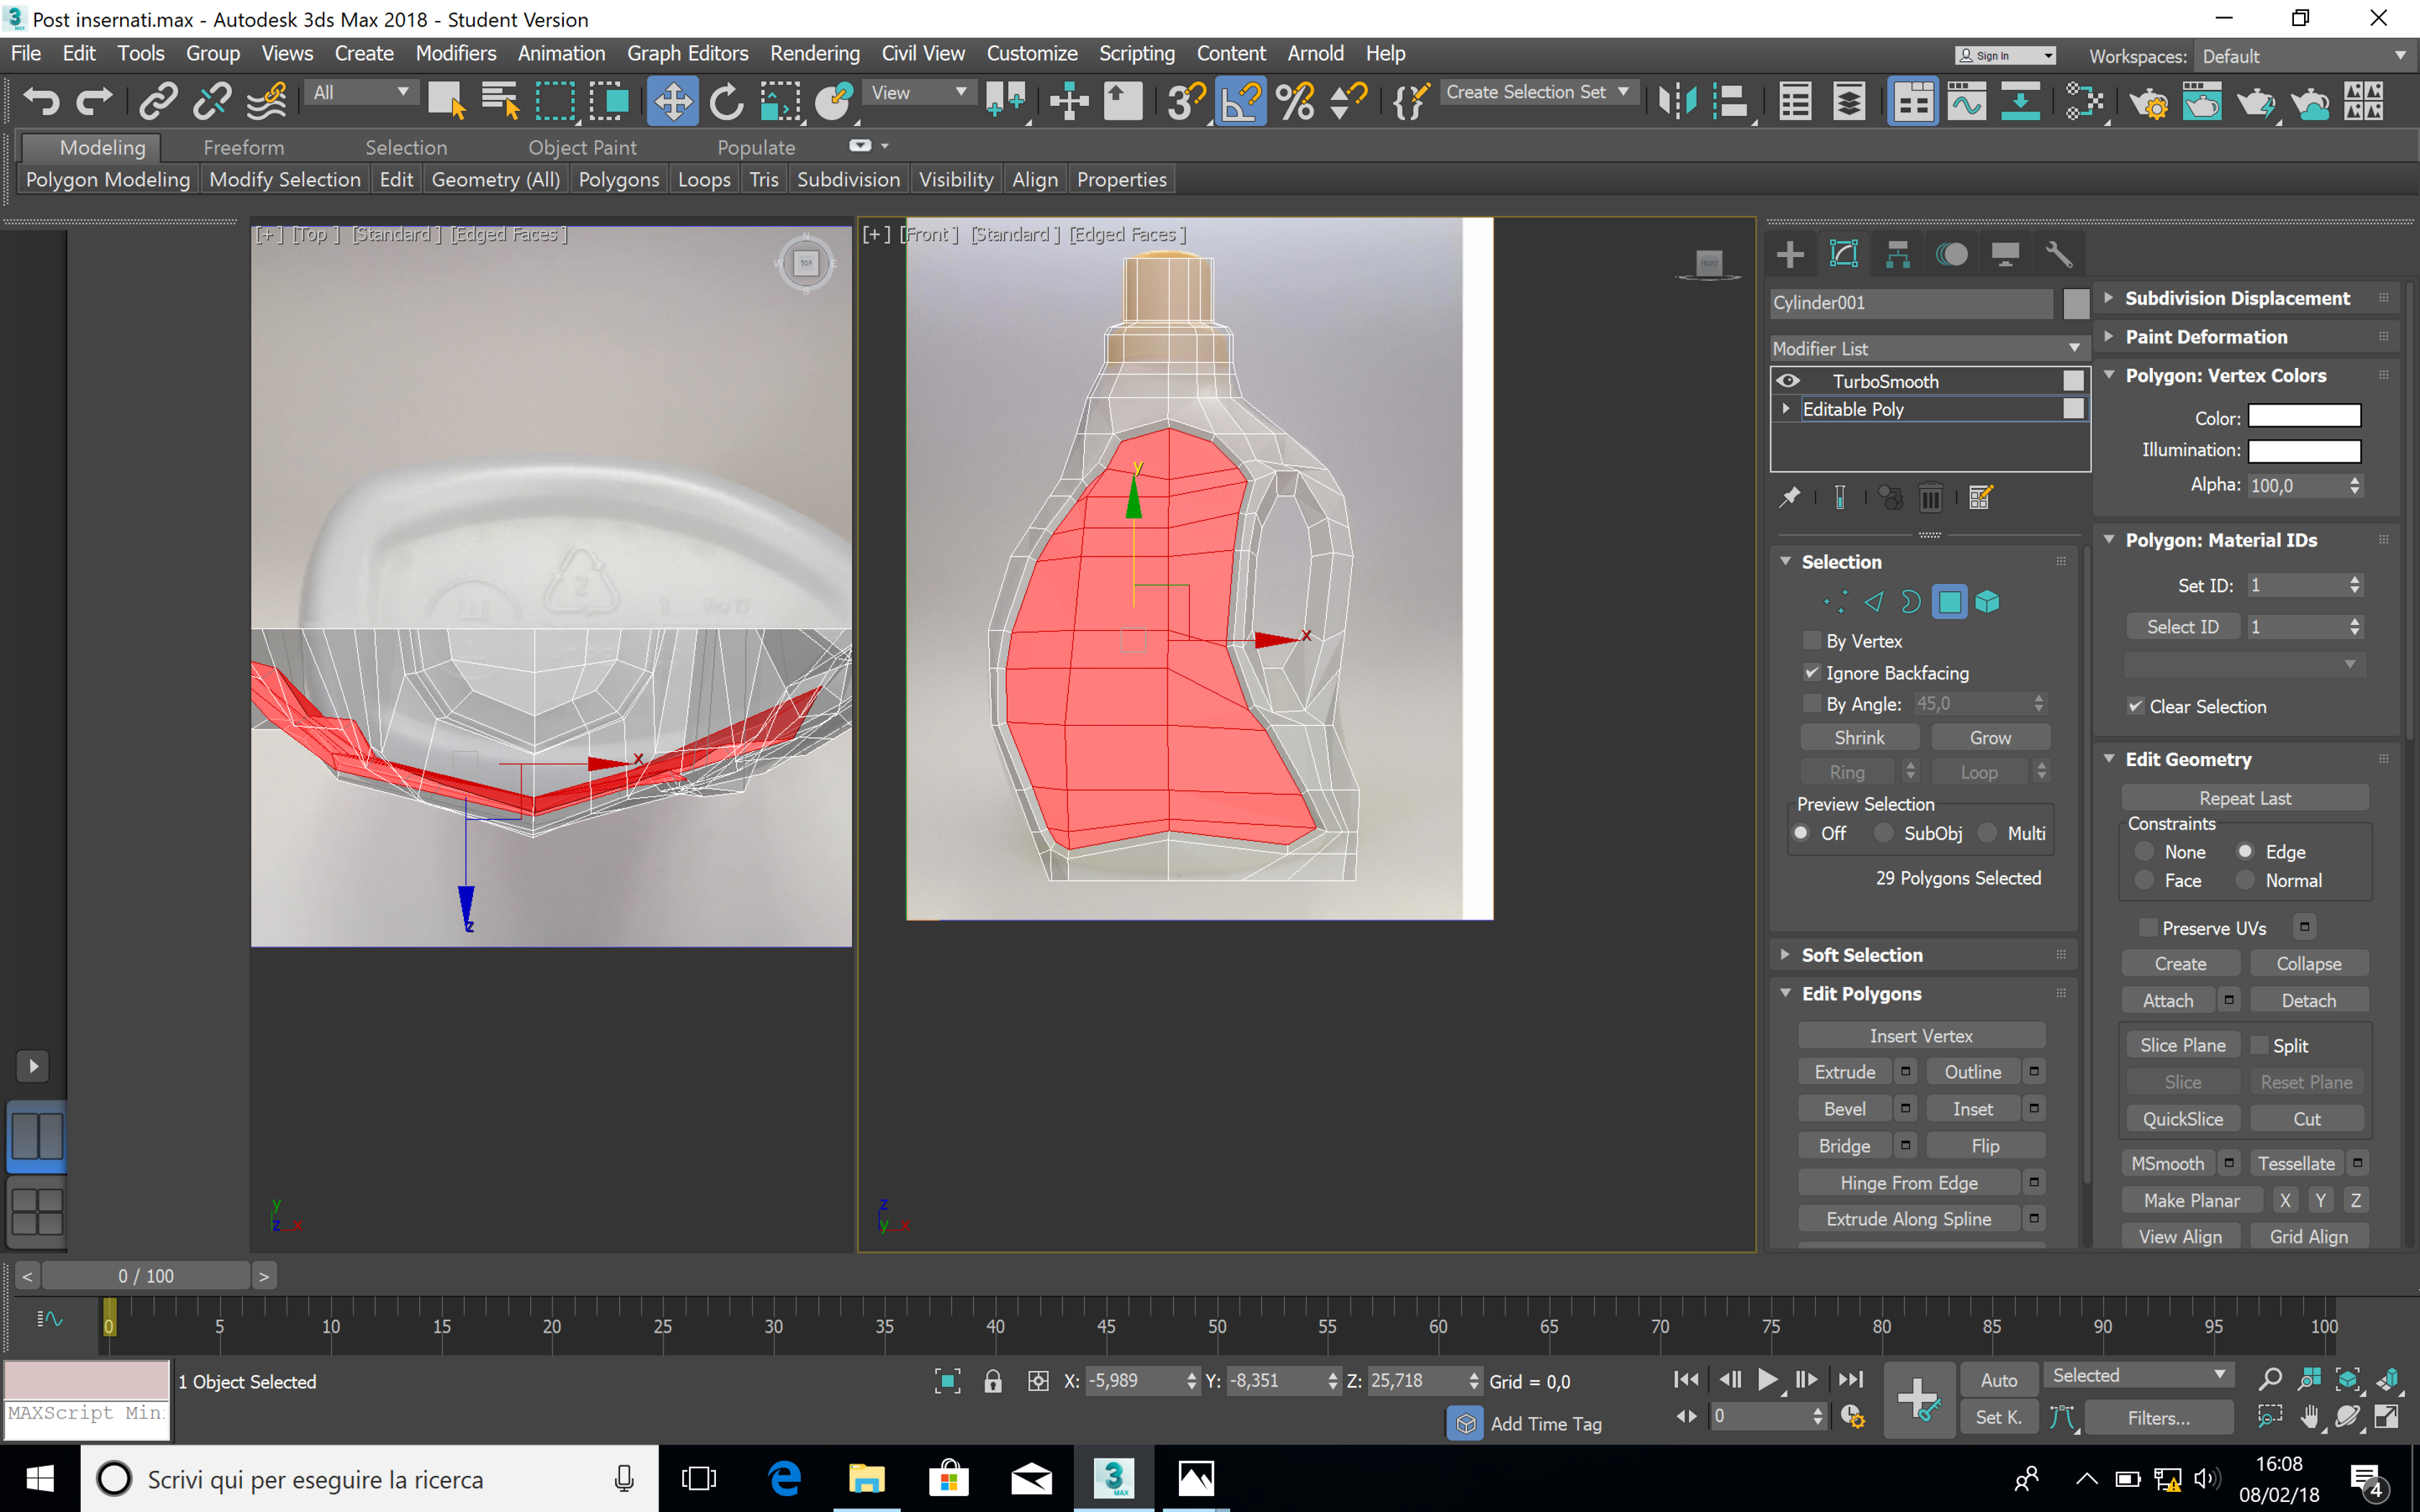 Post insernati.max - Autodesk 3ds Max 2018 - Student Version
File Edit Tools Group Views Create Modifiers Animation Graph Editors Rendering Civil View Customize Scripting Content Arnold Help
Sign In
Workspaces: Default
All
View
Create Selection Set
Modeling Freeform Selection Object Paint Populate
Polygon Modeling Modify Selection Edit Geometry (All) Polygons Loops Tris Subdivision Visibility Align Properties
[+] [Top] [Standard] [Edged Faces]
N
W TOP E
S
x
z
y
z x
[+] [Front] [Standard] [Edged Faces]
FRONT
y
x
z
y x
Cylinder001
Modifier List
TurboSmooth
Editable Poly
Selection
By Vertex
Ignore Backfacing
By Angle: 45,0
Shrink Grow
Ring Loop
Preview Selection
Off SubObj Multi
29 Polygons Selected
Soft Selection
Edit Polygons
Insert Vertex
Extrude Outline
Bevel Inset
Bridge Flip
Hinge From Edge
Extrude Along Spline
Subdivision Displacement
Paint Deformation
Polygon: Vertex Colors
Color:
Illumination:
Alpha: 100,0
Polygon: Material IDs
Set ID: 1
Select ID 1
Clear Selection
Edit Geometry
Repeat Last
Constraints
None Edge
Face Normal
Preserve UVs
Create Collapse
Attach Detach
Slice Plane Split
Slice Reset Plane
QuickSlice Cut
MSmooth Tessellate
Make Planar X Y Z
View Align Grid Align
< 0 / 100 >
0 5 10 15 20 25 30 35 40 45 50 55 60 65 70 75 80 85 90 95 100
1 Object Selected
MAXScript Min
X: -5,989 Y: -8,351 Z: 25,718 Grid = 0,0
Add Time Tag
0
Auto Selected
Set K. Filters...
Scrivi qui per eseguire la ricerca
3
MAX
16:08
08/02/18
4